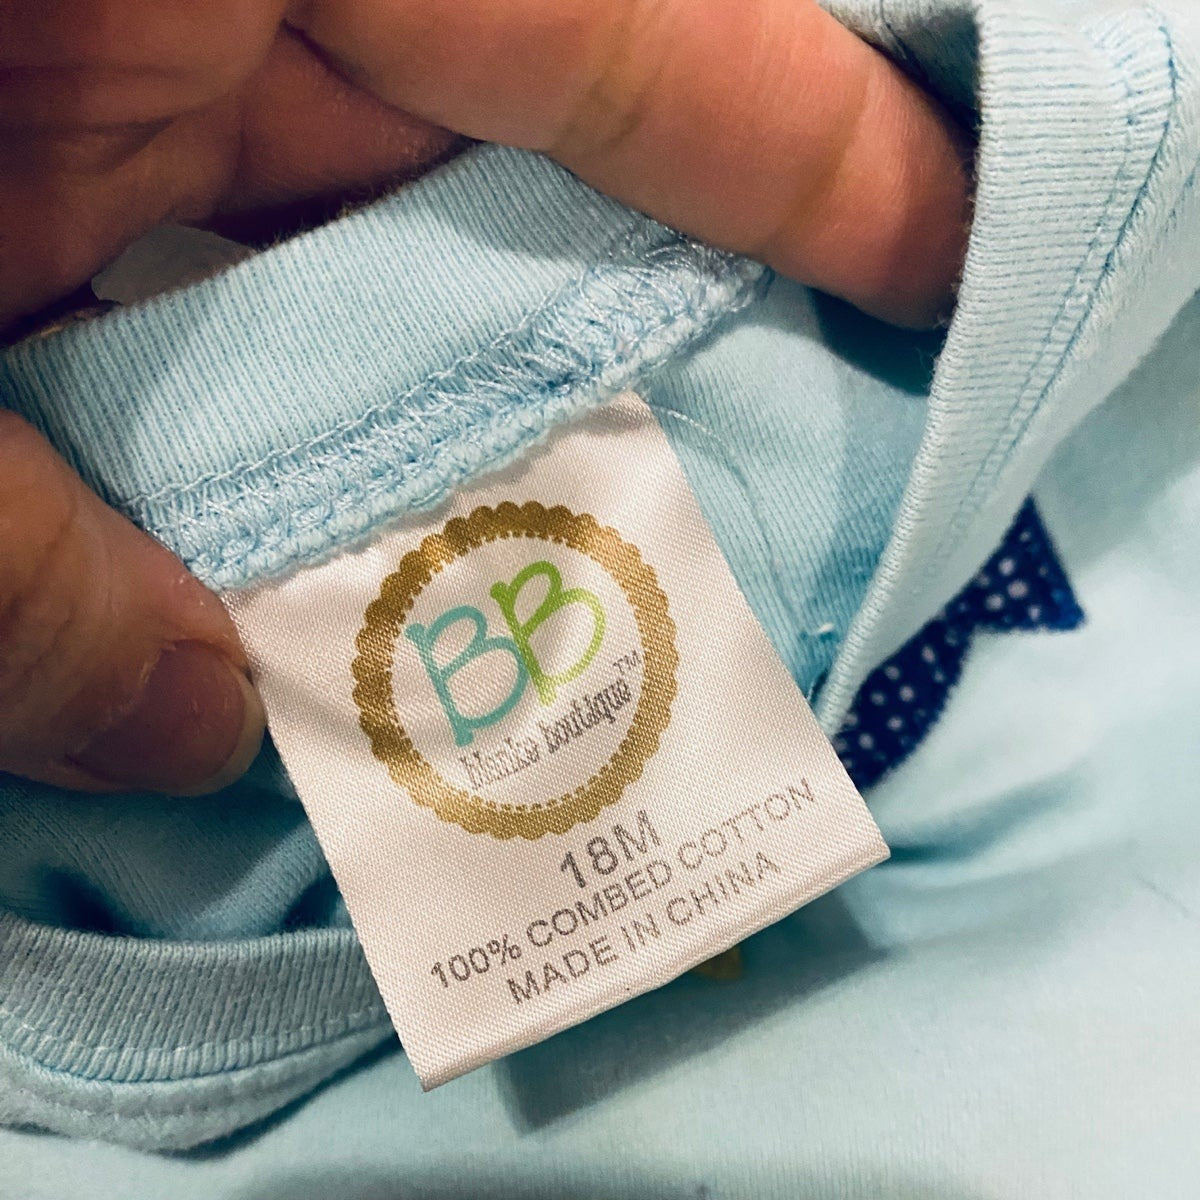 BB
Blanks boutique™
18M
100% COMBED COTTON
MADE IN CHINA